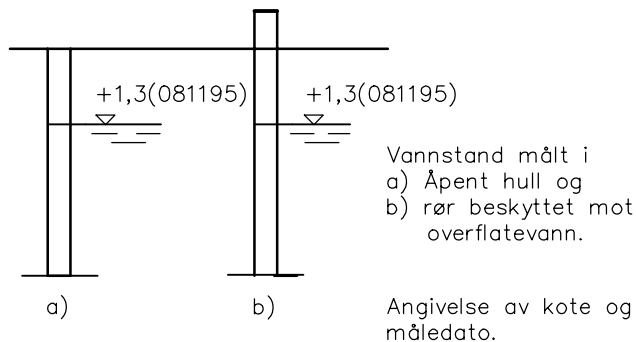 +1,3(081195) +1,3(081195)
Vannstand målt i
a) Åpent hull og
b) rør beskyttet mot
overflatevann.
a) b) Angivelse av kote og
måledato.